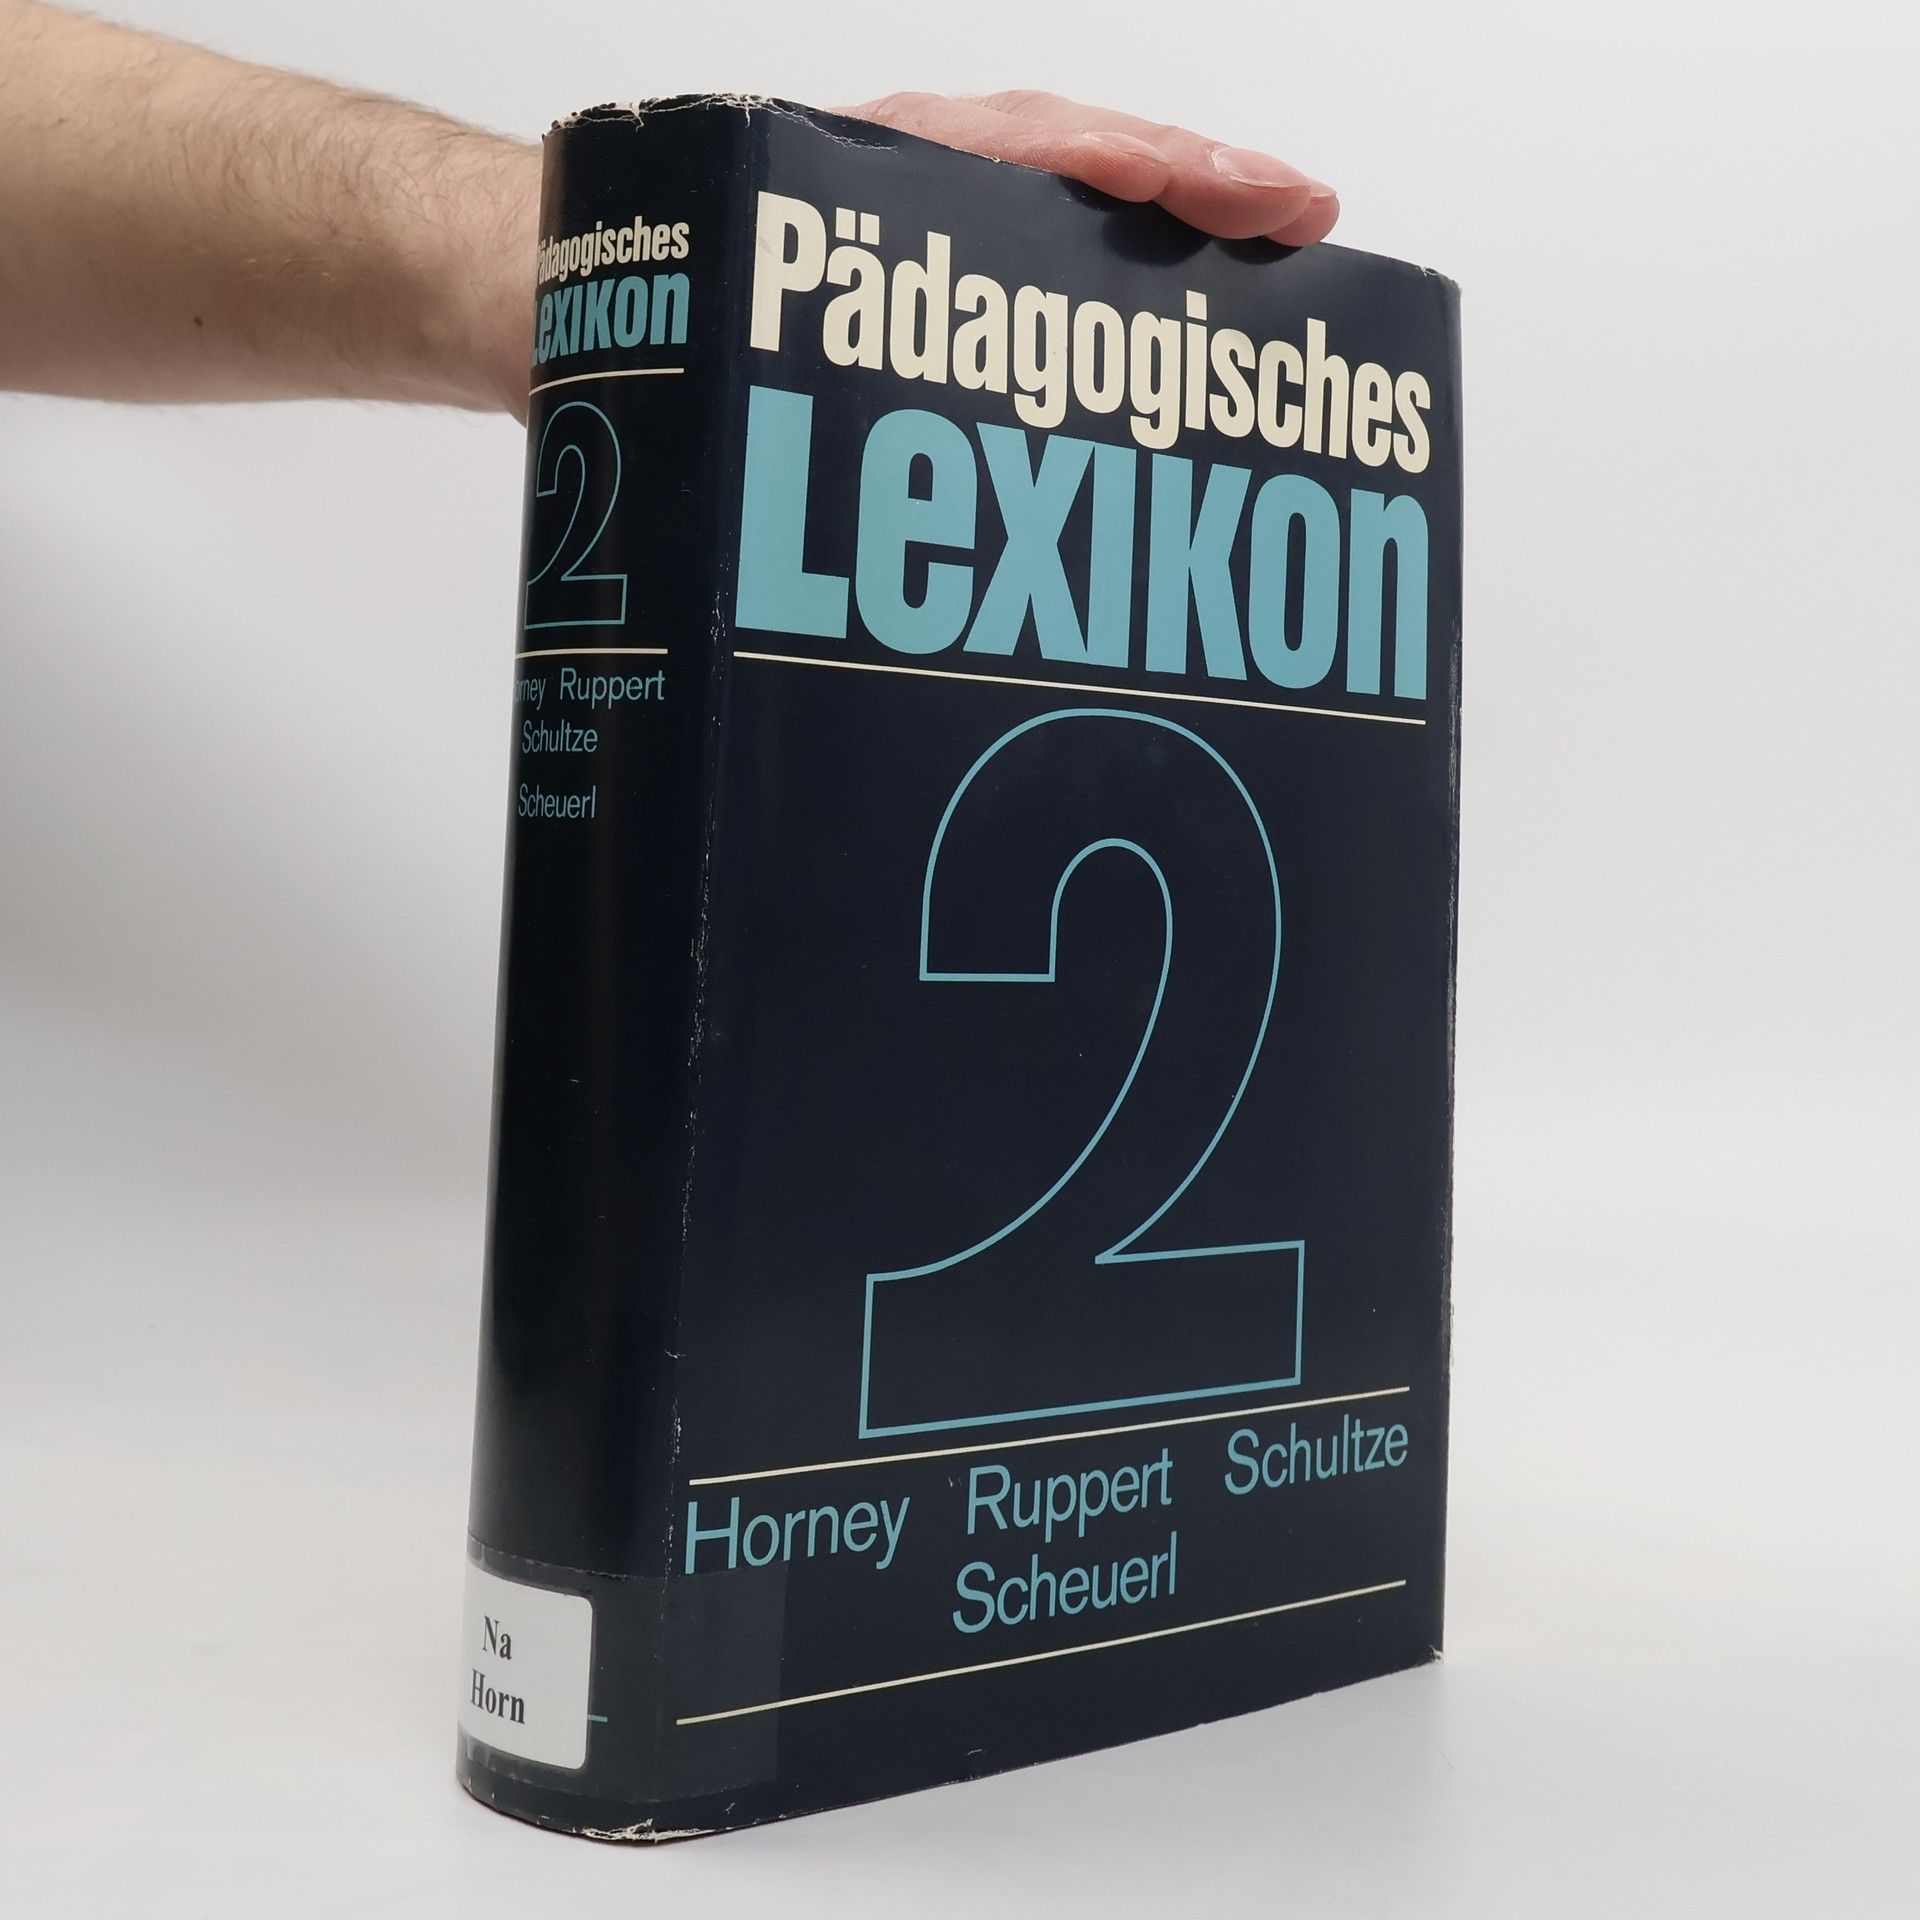 Pädagogisches
Lexikon
2
Ruppert
Schultze
Scheuerl
Na
Horn
Pädagogisches
Lexikon
2
Horney Ruppert Schultze
Scheuerl